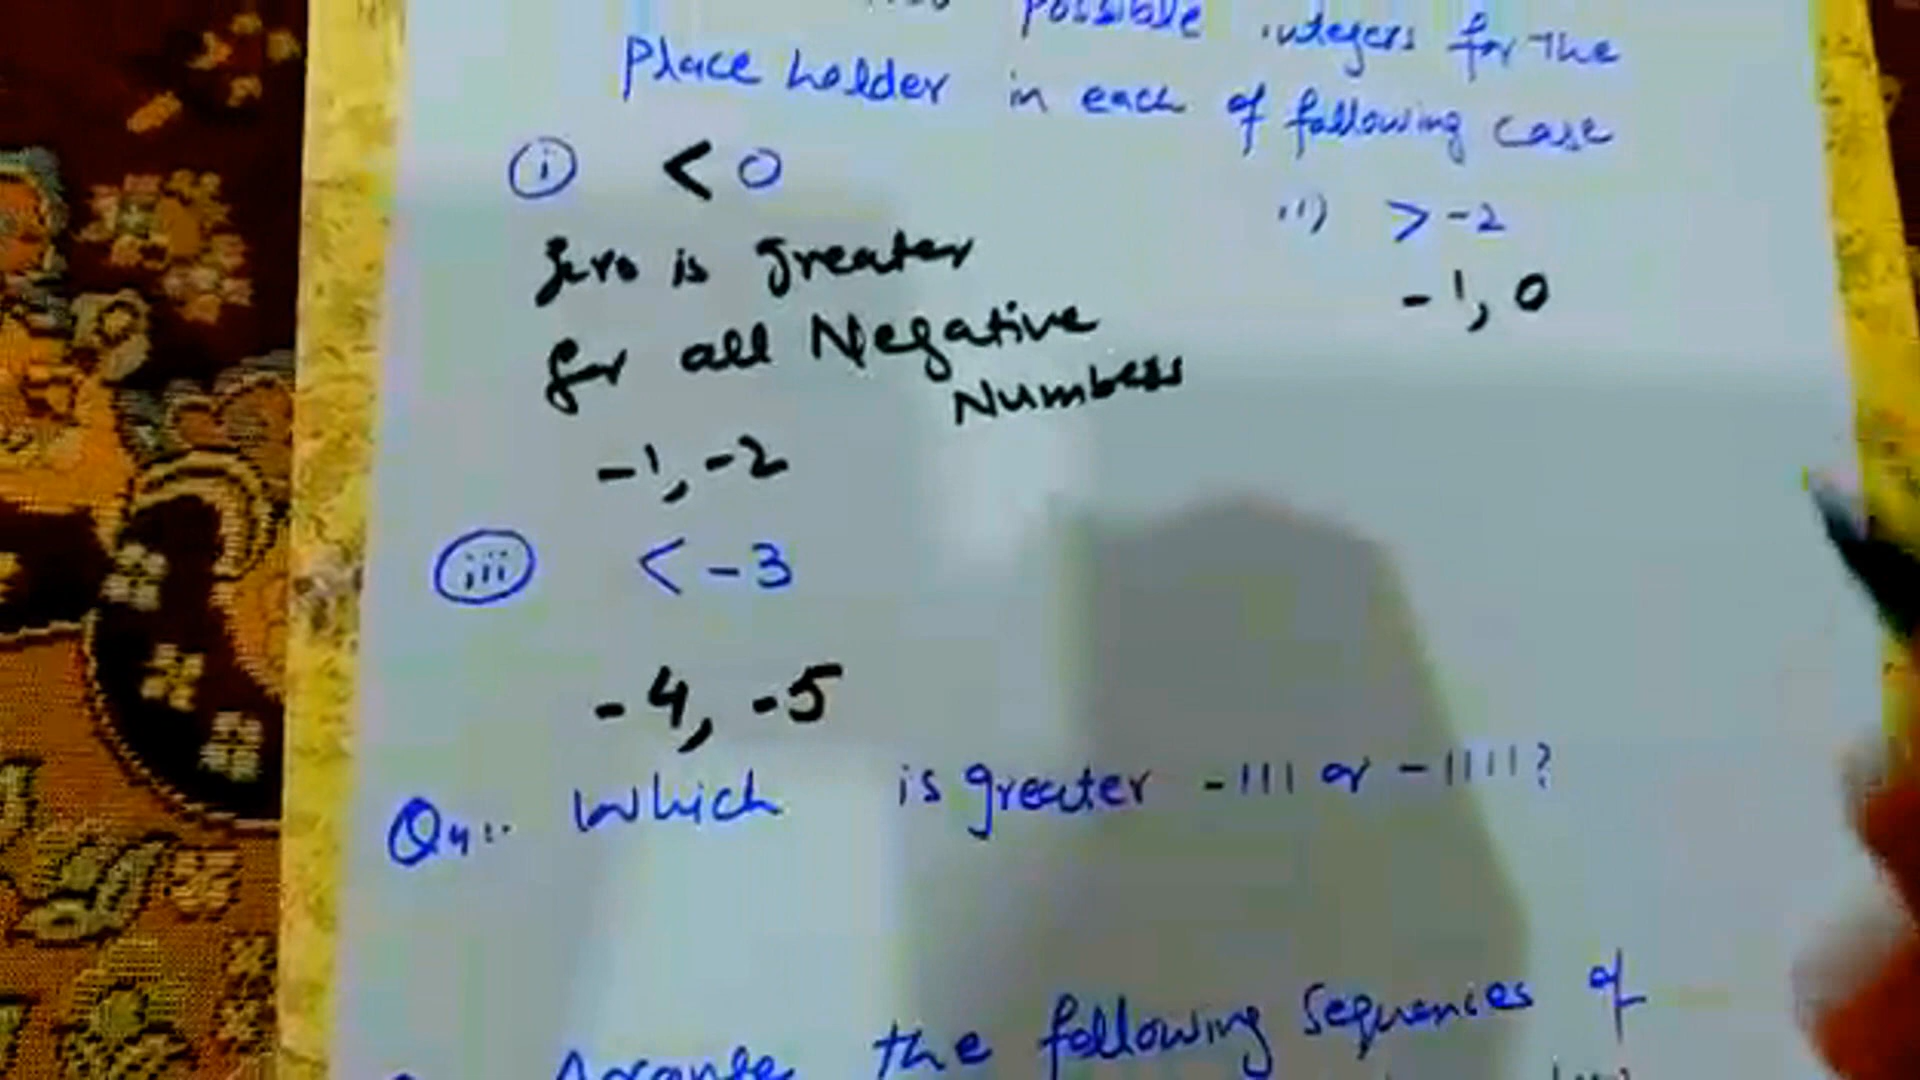 Possible integers for the
Place holder in each of following case
(i) < 0
ii) > -2
Zero is greater
-1, 0
for all Negative
Numbers
-1, -2
(iii) < -3
-4, -5
Q4:- Which is greater -111 or -1111?
Arrange the following Sequences of